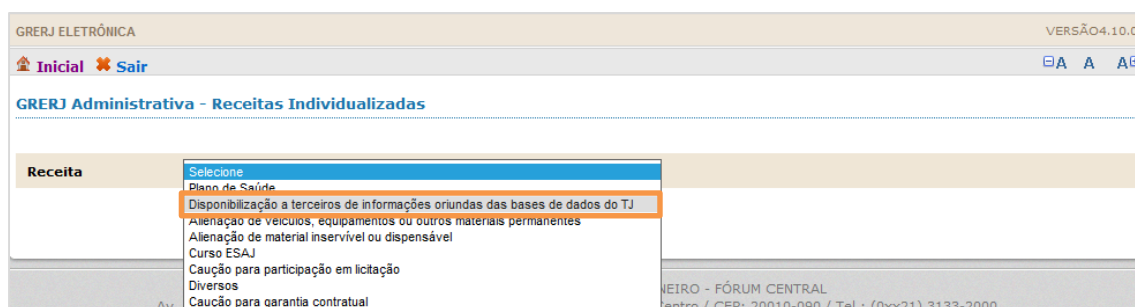 GRERJ ELETRÔNICA VERSÃO4.10.0
Inicial Sair A A A
GRERJ Administrativa - Receitas Individualizadas
Receita
Selecione
Plano de Saúde
Disponibilização a terceiros de informações oriundas das bases de dados do TJ
Alienação de veículos, equipamentos ou outros materiais permanentes
Alienação de material inservível ou dispensável
Curso ESAJ
Caução para participação em licitação
Diversos
Caução para garantia contratual
NEIRO - FÓRUM CENTRAL
Av Centro / CEP: 20010-090 / Tel.: (0xx21) 3133-2000